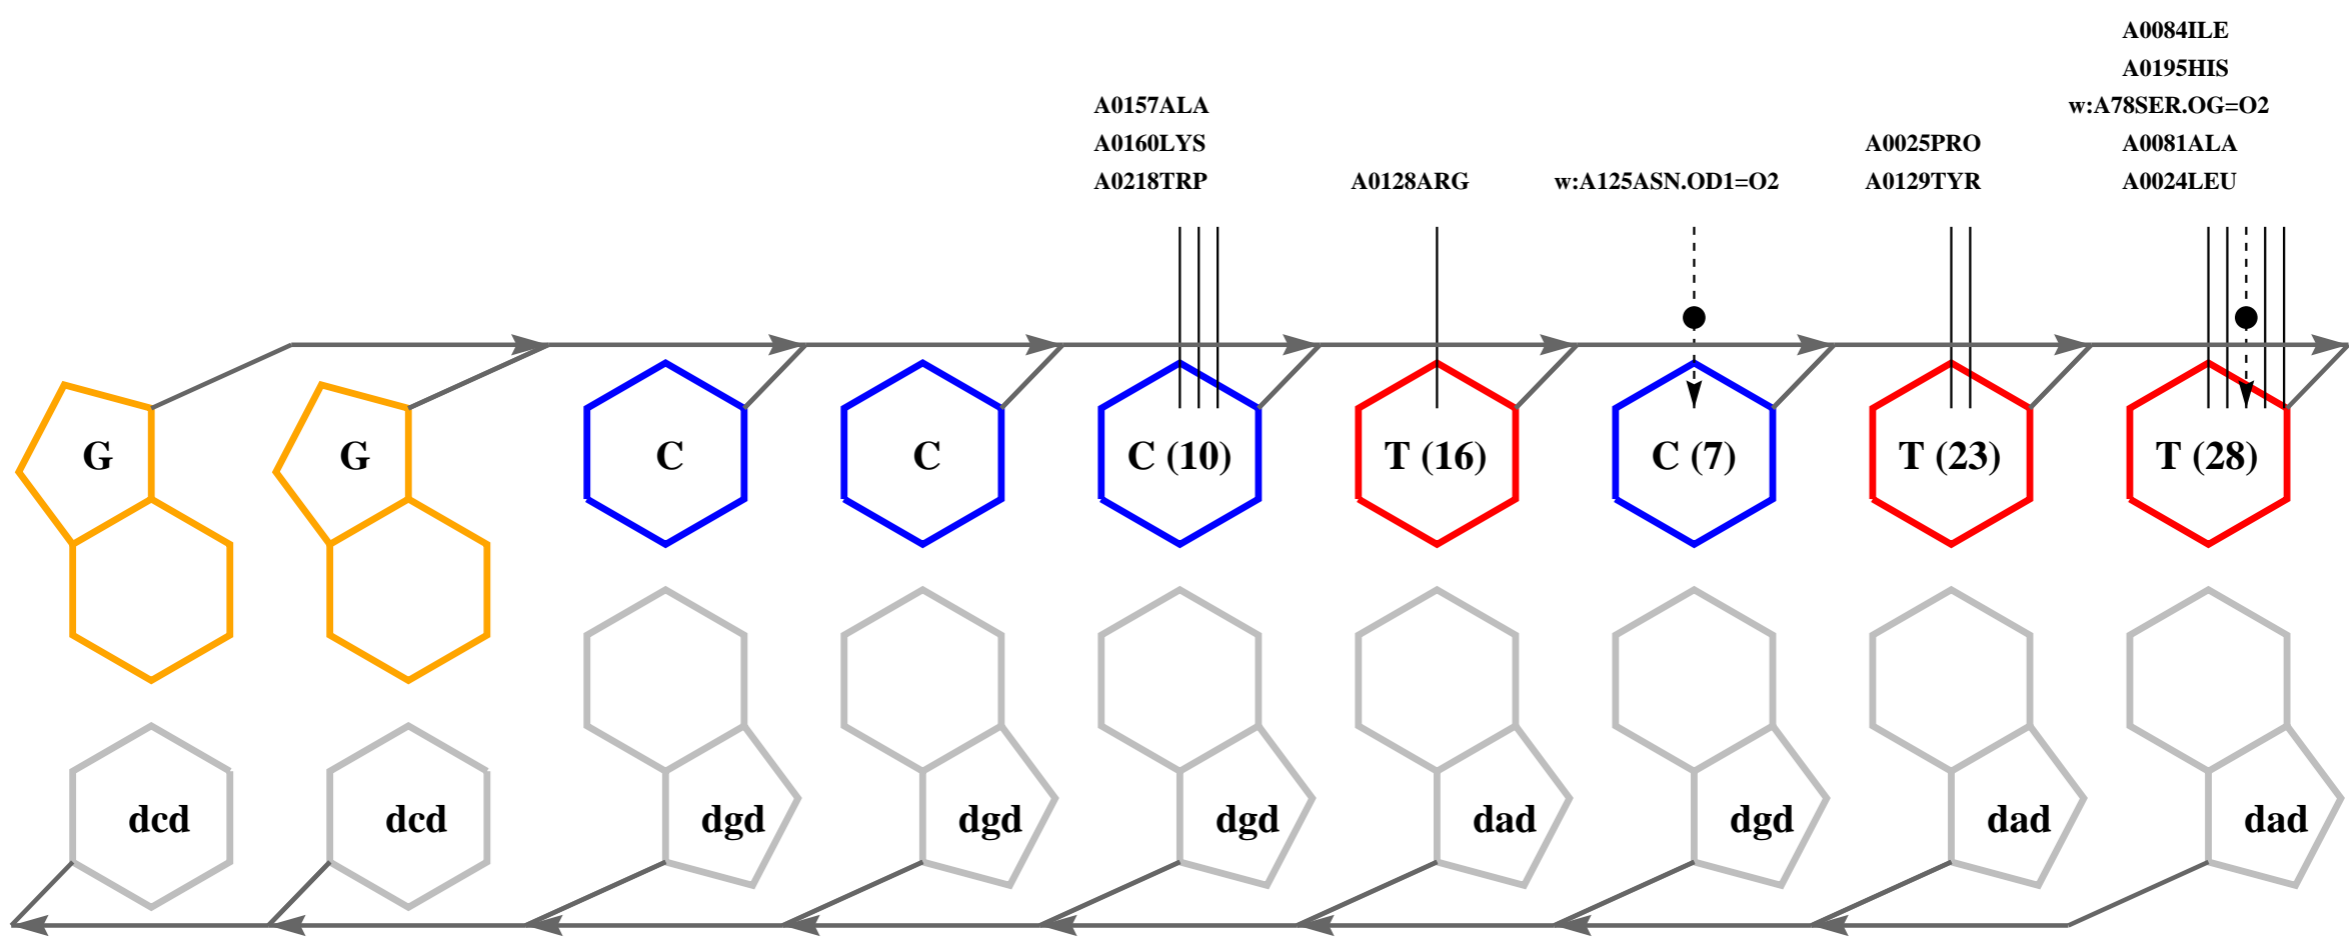 A0084ILE
A0195HIS
A0157ALA w:A78SER.OG=O2
A0160LYS A0025PRO A0081ALA
A0218TRP A0128ARG w:A125ASN.OD1=O2 A0129TYR A0024LEU
G G C C C (10) T (16) C (7) T (23) T (28)
dcd dcd dgd dgd dgd dad dgd dad dad